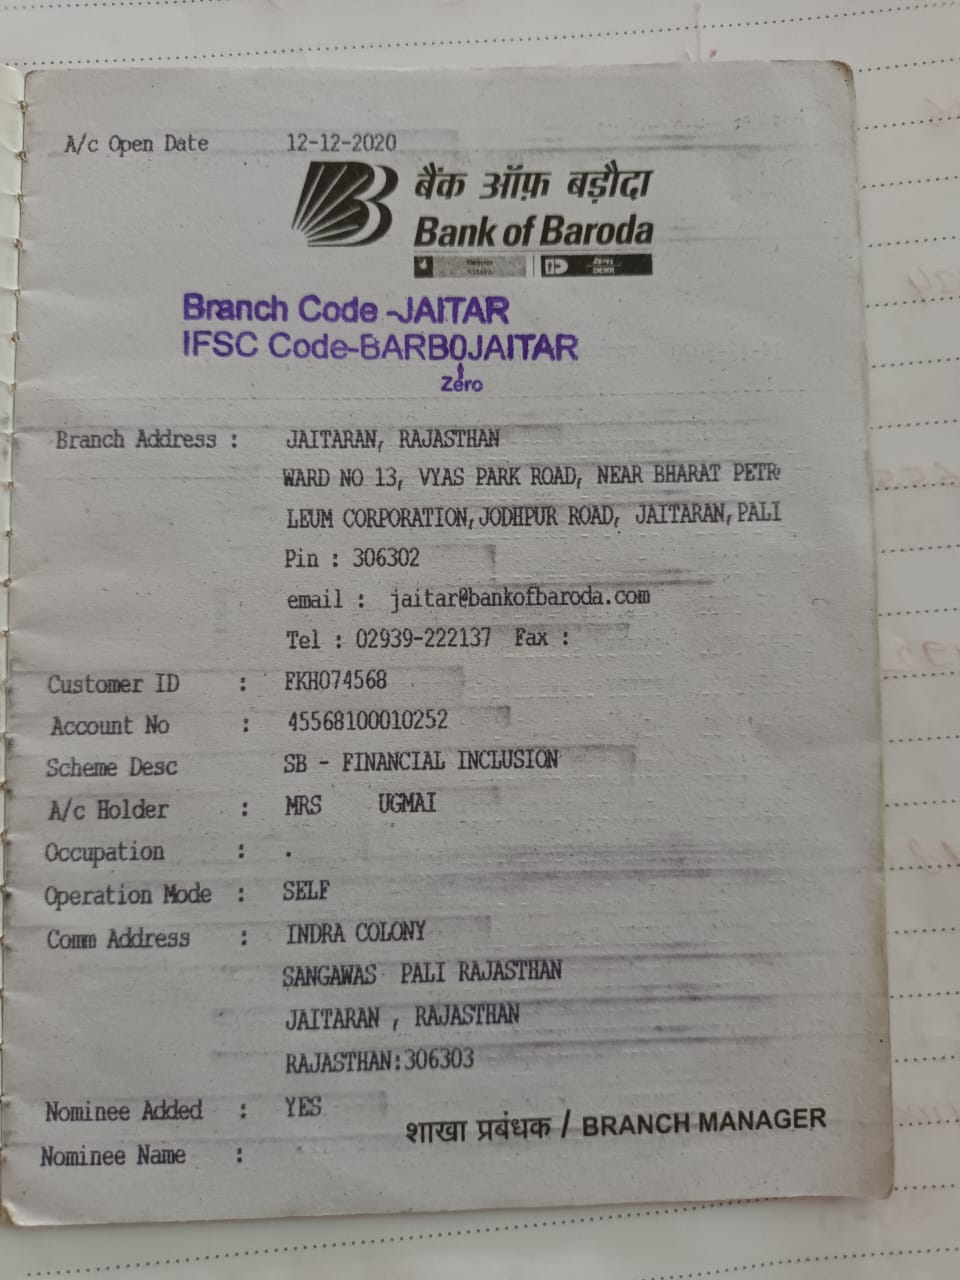 A/c Open Date 12-12-2020
बैंक ऑफ़ बड़ौदा
Bank of Baroda
Branch Code -JAITAR
IFSC Code-BARB0JAITAR
Zero
Branch Address : JAITARAN, RAJASTHAN
WARD NO 13, VYAS PARK ROAD, NEAR BHARAT PETR
LEUM CORPORATION,JODHPUR ROAD, JAITARAN,PALI
Pin : 306302
email : jaitar@bankofbaroda.com
Tel : 02939-222137 Fax :
Customer ID : FKH074568
Account No : 45568100010252
Scheme Desc SB - FINANCIAL INCLUSION
A/c Holder : MRS UGMAI
Occupation : .
Operation Mode : SELF
Comm Address : INDRA COLONY
SANGAWAS PALI RAJASTHAN
JAITARAN , RAJASTHAN
RAJASTHAN:306303
Nominee Added : YES
शाखा प्रबंधक / BRANCH MANAGER
Nominee Name :